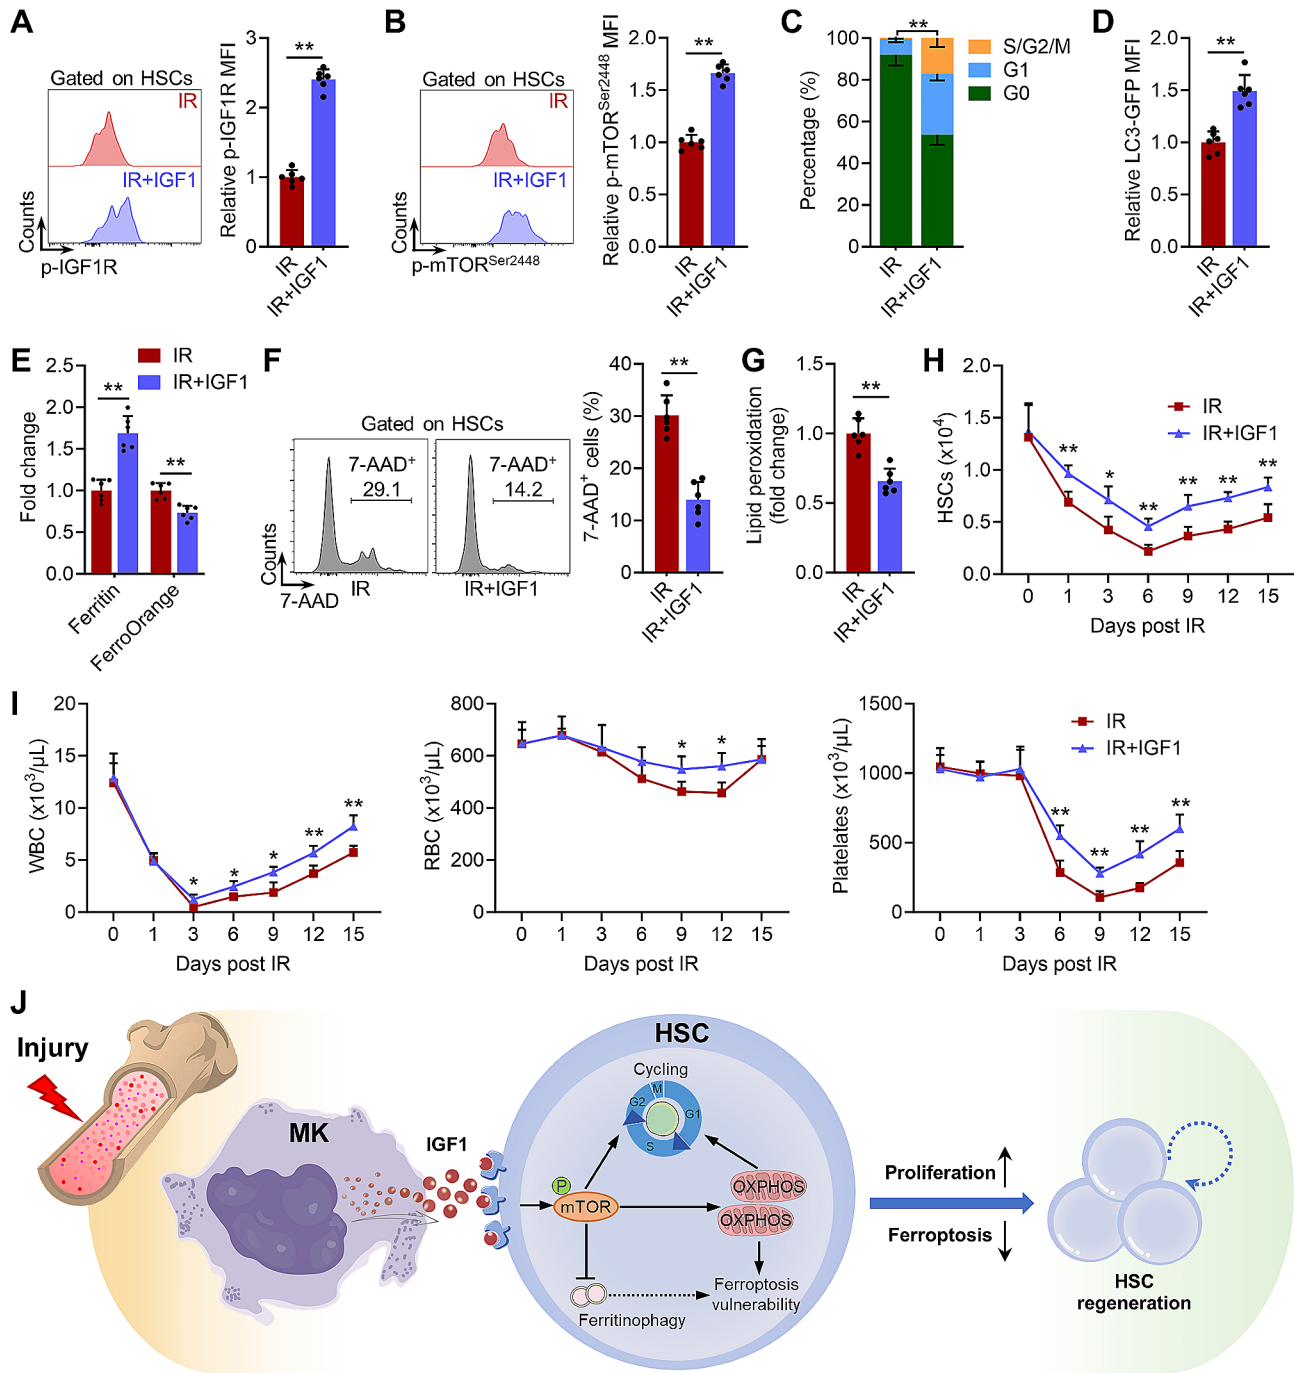 A
Gated on HSCs
IR
IR+IGF1
Counts
p-IGF1R
Relative p-IGF1R MFI
3
2
1
0
**
IR
IR+IGF1
B
Gated on HSCs
IR
IR+IGF1
Counts
p-mTOR^Ser2448
Relative p-mTOR^Ser2448 MFI
2.0
1.5
1.0
0.5
0.0
**
IR
IR+IGF1
C
Percentage (%)
100
80
60
40
20
0
**
S/G2/M
G1
G0
IR
IR+IGF1
D
Relative LC3-GFP MFI
2.0
1.5
1.0
0.5
0.0
**
IR
IR+IGF1
E
IR
IR+IGF1
Fold change
2.5
2.0
1.5
1.0
0.5
0.0
**
**
Ferritin
FerroOrange
F
Gated on HSCs
7-AAD⁺
29.1
7-AAD⁺
14.2
Counts
7-AAD
IR
IR+IGF1
7-AAD⁺ cells (%)
40
30
20
10
0
**
IR
IR+IGF1
G
Lipid peroxidation
(fold change)
1.5
1.0
0.5
0.0
**
IR
IR+IGF1
H
HSCs (x10⁴)
2.0
1.5
1.0
0.5
0.0
IR
IR+IGF1
** * ** ** ** **
0 1 3 6 9 12 15
Days post IR
I
WBC (x10³/μL)
20
15
10
5
0
* * * ** **
0 1 3 6 9 12 15
Days post IR
RBC (x10³/μL)
800
600
400
200
0
* *
0 1 3 6 9 12 15
Days post IR
Platelates (x10³/μL)
1500
1000
500
0
IR
IR+IGF1
** ** ** **
0 1 3 6 9 12 15
Days post IR
J
Injury
MK
IGF1
HSC
Cycling
M
G2
G1
S
P
mTOR
OXPHOS
OXPHOS
Ferritinophagy
Ferroptosis
vulnerability
Proliferation
Ferroptosis
HSC
regeneration